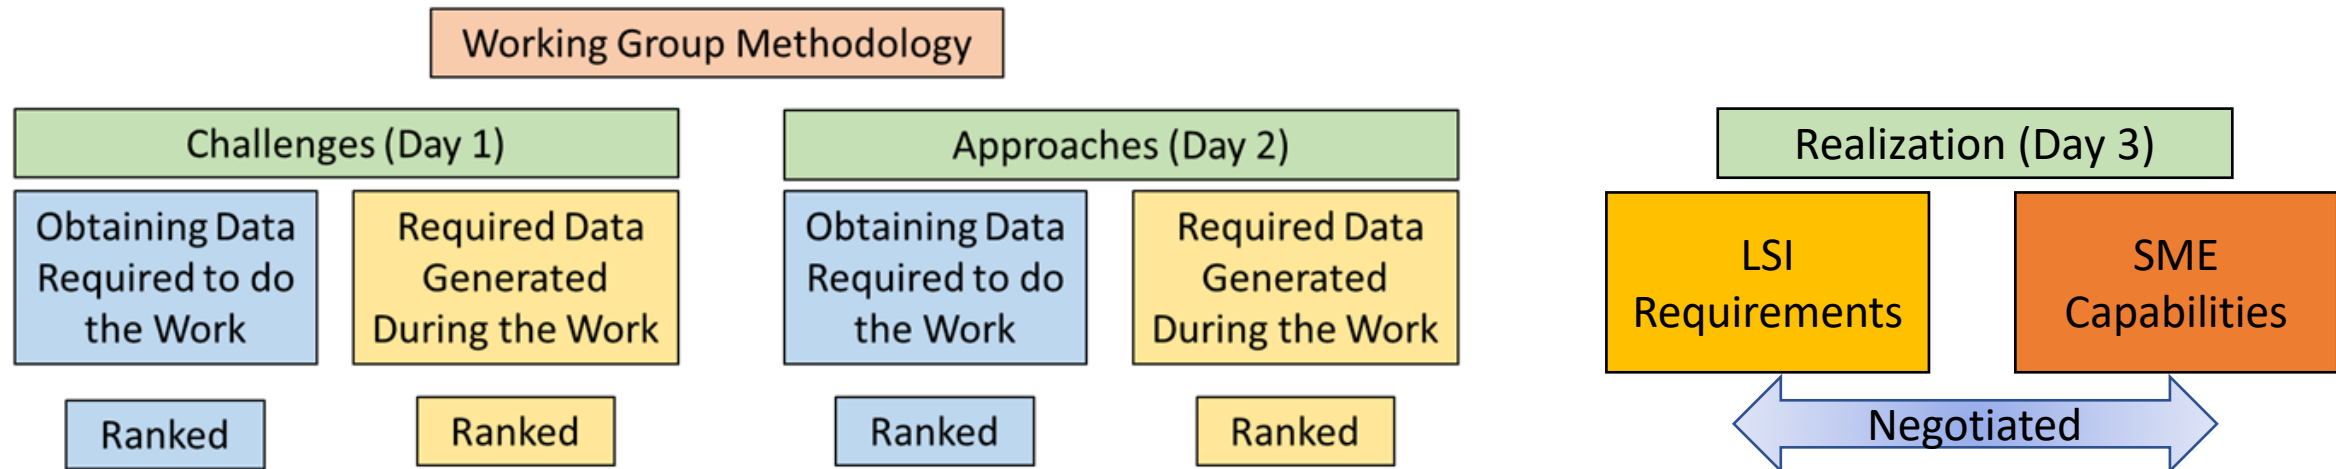 Working Group Methodology
Challenges (Day 1)
Obtaining Data
Required to do
the Work
Ranked
Required Data
Generated
During the Work
Ranked
Approaches (Day 2)
Obtaining Data
Required to do
the Work
Ranked
Required Data
Generated
During the Work
Ranked
Realization (Day 3)
LSI
Requirements
SME
Capabilities
Negotiated